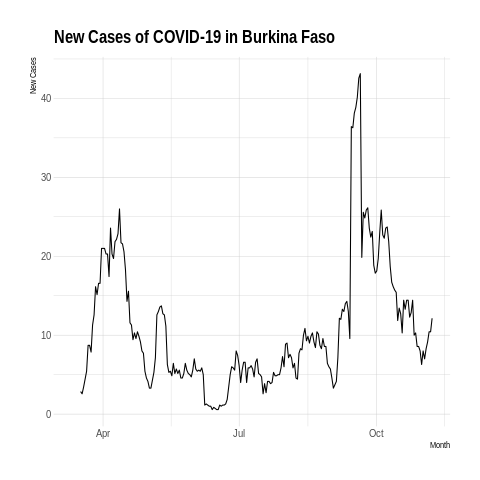 New Cases of COVID-19 in Burkina Faso
New Cases
40
30
20
10
0
Apr
Jul
Oct
Month